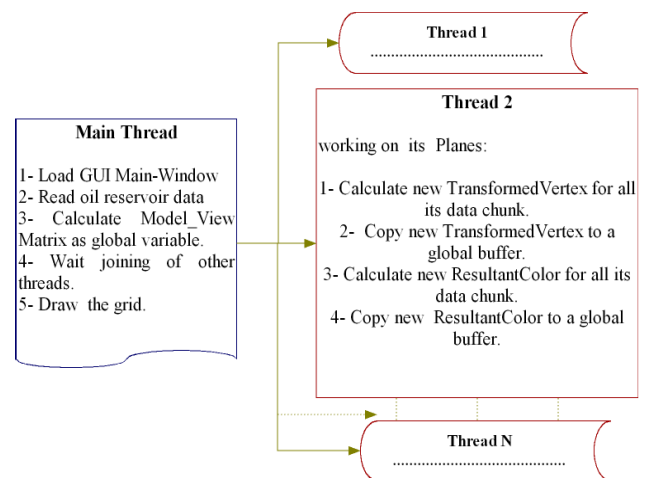 Thread 1
............................................
Main Thread
1- Load GUI Main-Window
2- Read oil reservoir data
3- Calculate Model_View
Matrix as global variable.
4- Wait joining of other
threads.
5- Draw the grid.
Thread 2
working on its Planes:
1- Calculate new TransformedVertex for all
its data chunk.
2- Copy new TransformedVertex to a
global buffer.
3- Calculate new ResultantColor for all its
data chunk.
4- Copy new ResultantColor to a global
buffer.
Thread N
............................................